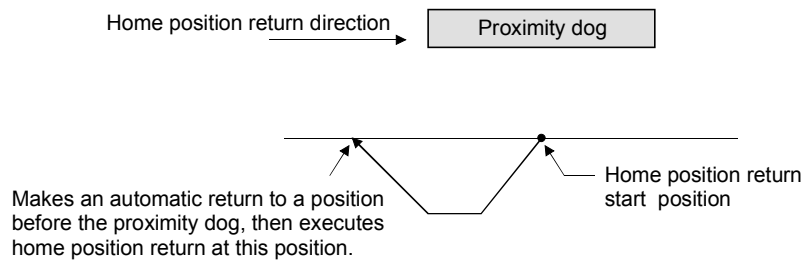 Home position return direction
Proximity dog
Home position return
start position
Makes an automatic return to a position
before the proximity dog, then executes
home position return at this position.